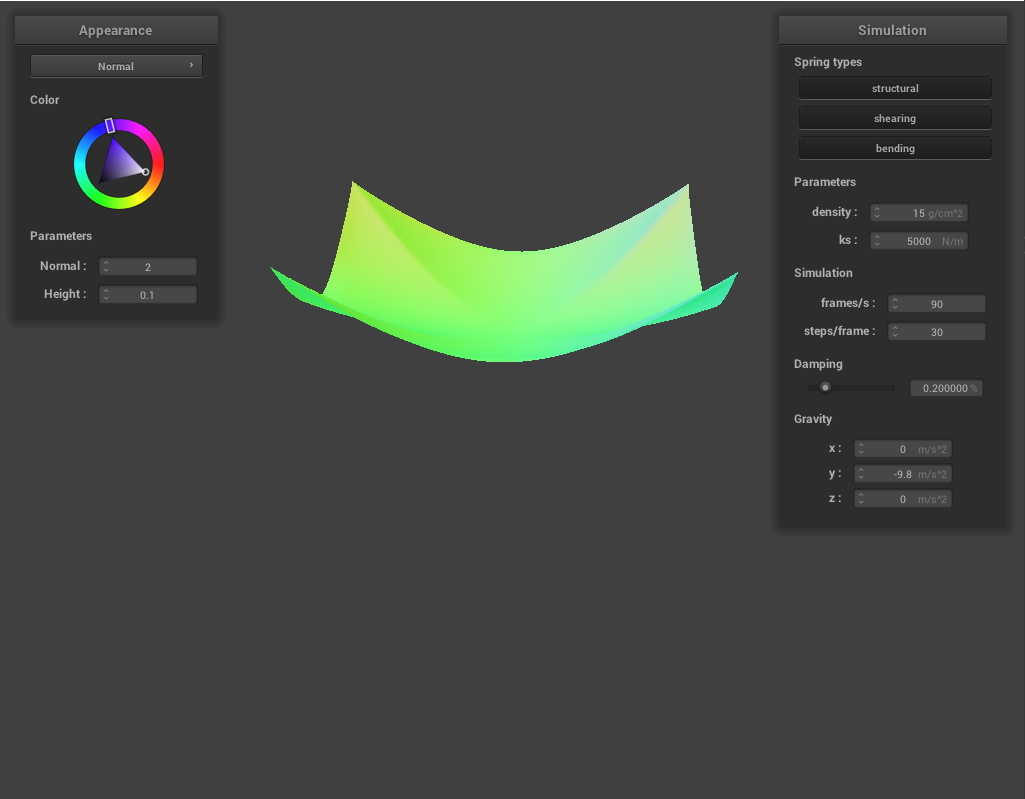 Appearance
Normal
Color
Parameters
Normal : 2
Height : 0.1
Simulation
Spring types
structural
shearing
bending
Parameters
density : 15 g/cm^2
ks : 5000 N/m
Simulation
frames/s : 90
steps/frame : 30
Damping
0.200000 %
Gravity
x : 0 m/s^2
y : -9.8 m/s^2
z : 0 m/s^2